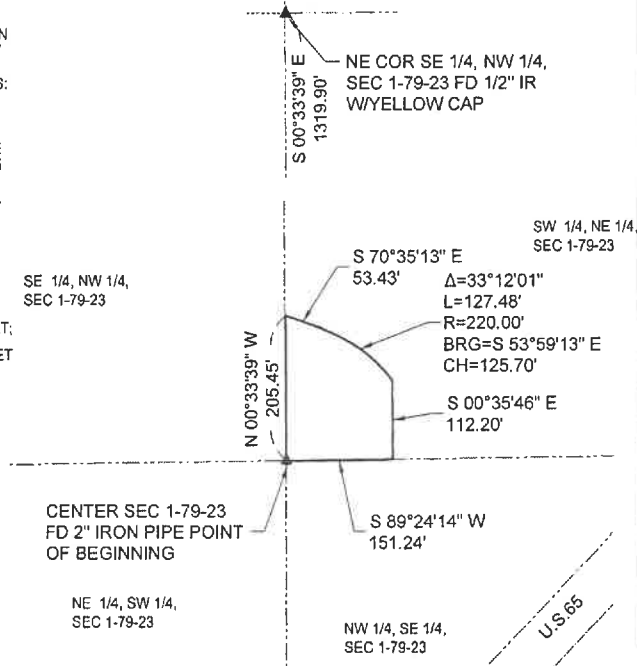 N
S:
T;
ET
NE COR SE 1/4, NW 1/4,
SEC 1-79-23 FD 1/2" IR
W/YELLOW CAP
S 00°33'39" E
1319.90'
SW 1/4, NE 1/4,
SEC 1-79-23
SE 1/4, NW 1/4,
SEC 1-79-23
S 70°35'13" E
53.43'
Δ=33°12'01"
L=127.48'
R=220.00'
BRG=S 53°59'13" E
CH=125.70'
N 00°33'39" W
205.45'
S 00°35'46" E
112.20'
CENTER SEC 1-79-23
FD 2" IRON PIPE POINT
OF BEGINNING
S 89°24'14" W
151.24'
NE 1/4, SW 1/4,
SEC 1-79-23
NW 1/4, SE 1/4,
SEC 1-79-23
U.S.65